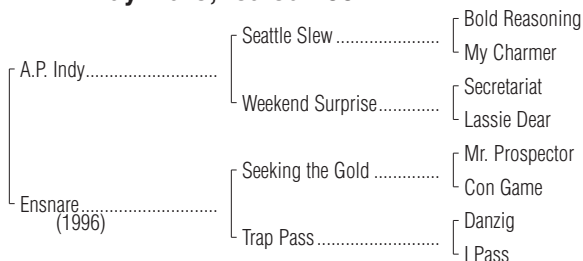 Bold Reasoning
Seattle Slew
My Charmer
A.P. Indy
Secretariat
Weekend Surprise
Lassie Dear
Mr. Prospector
Seeking the Gold
Con Game
Ensnare
(1996)
Danzig
Trap Pass
I Pass